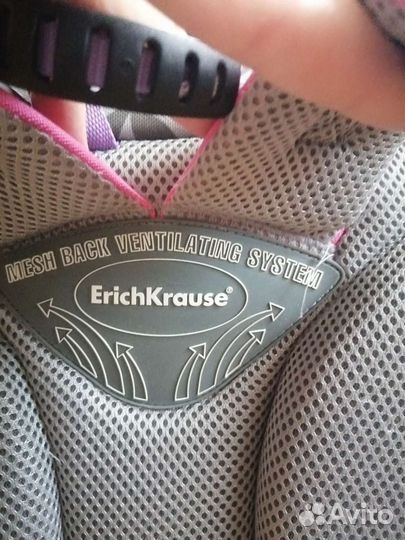 MESH BACK VENTILATING SYSTEM
ErichKrause®
Avito